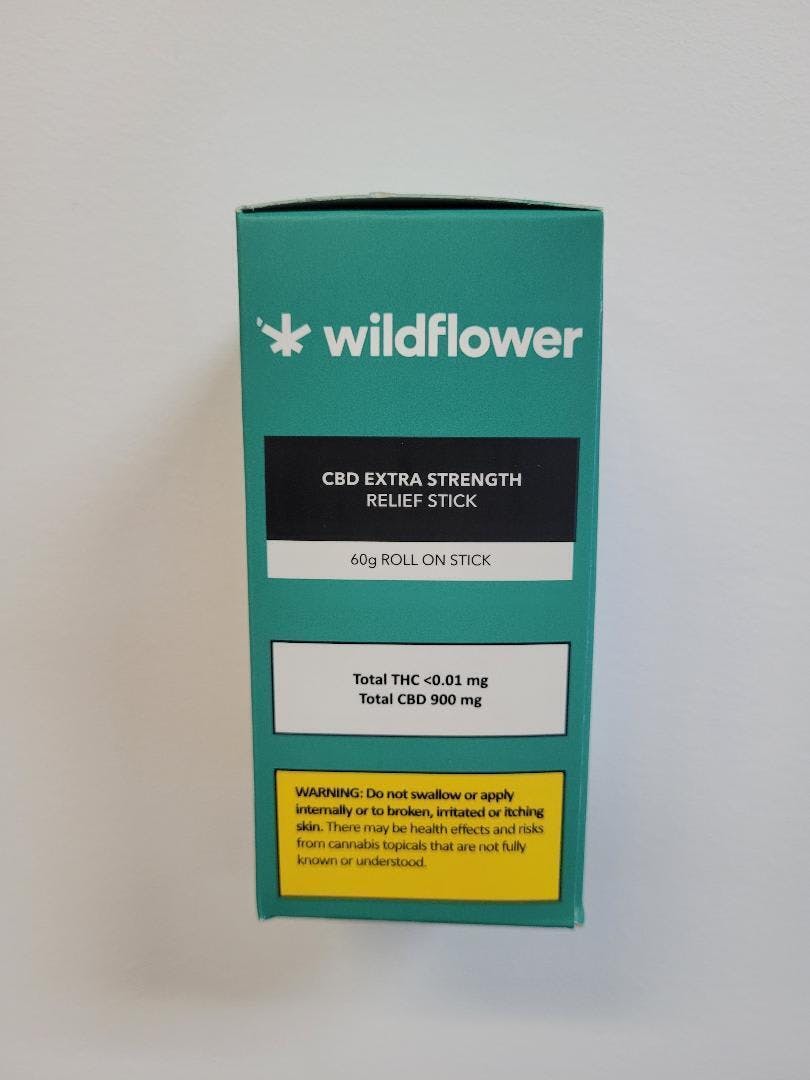 wildflower
CBD EXTRA STRENGTH
RELIEF STICK
60g ROLL ON STICK
Total THC <0.01 mg
Total CBD 900 mg
WARNING: Do not swallow or apply
internally or to broken, irritated or itching
skin. There may be health effects and risks
from cannabis topicals that are not fully
known or understood.